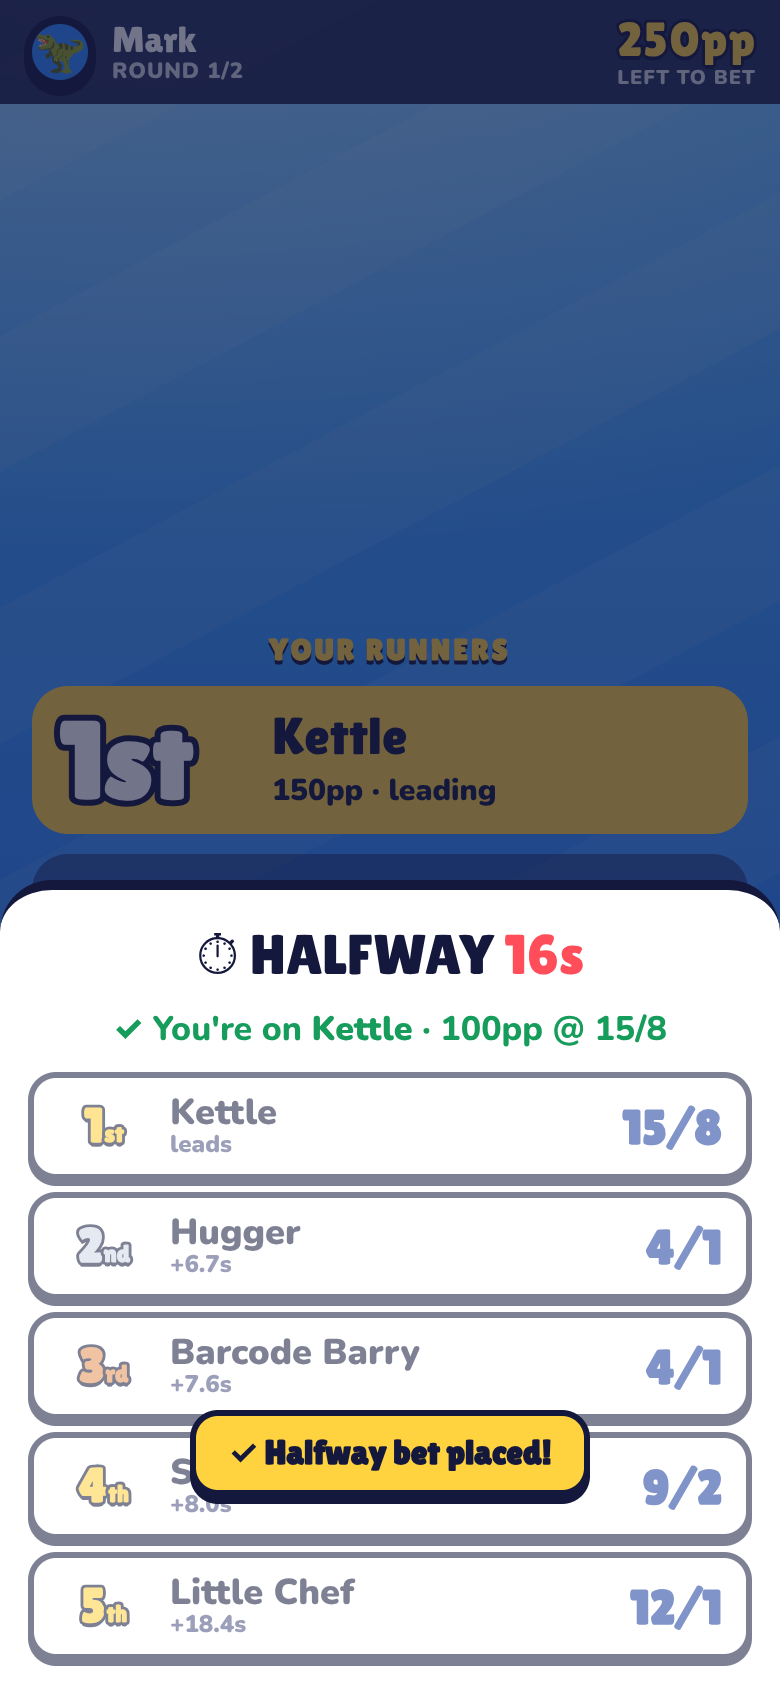 Mark
ROUND 1/2
250pp
LEFT TO BET
YOUR RUNNERS
1st
Kettle
150pp · leading
HALFWAY 16s
✓ You're on Kettle · 100pp @ 15/8
1st
Kettle
leads
15/8
2nd
Hugger
+6.7s
4/1
3rd
Barcode Barry
+7.6s
4/1
4th
+8.0s
9/2
✓ Halfway bet placed!
5th
Little Chef
+18.4s
12/1